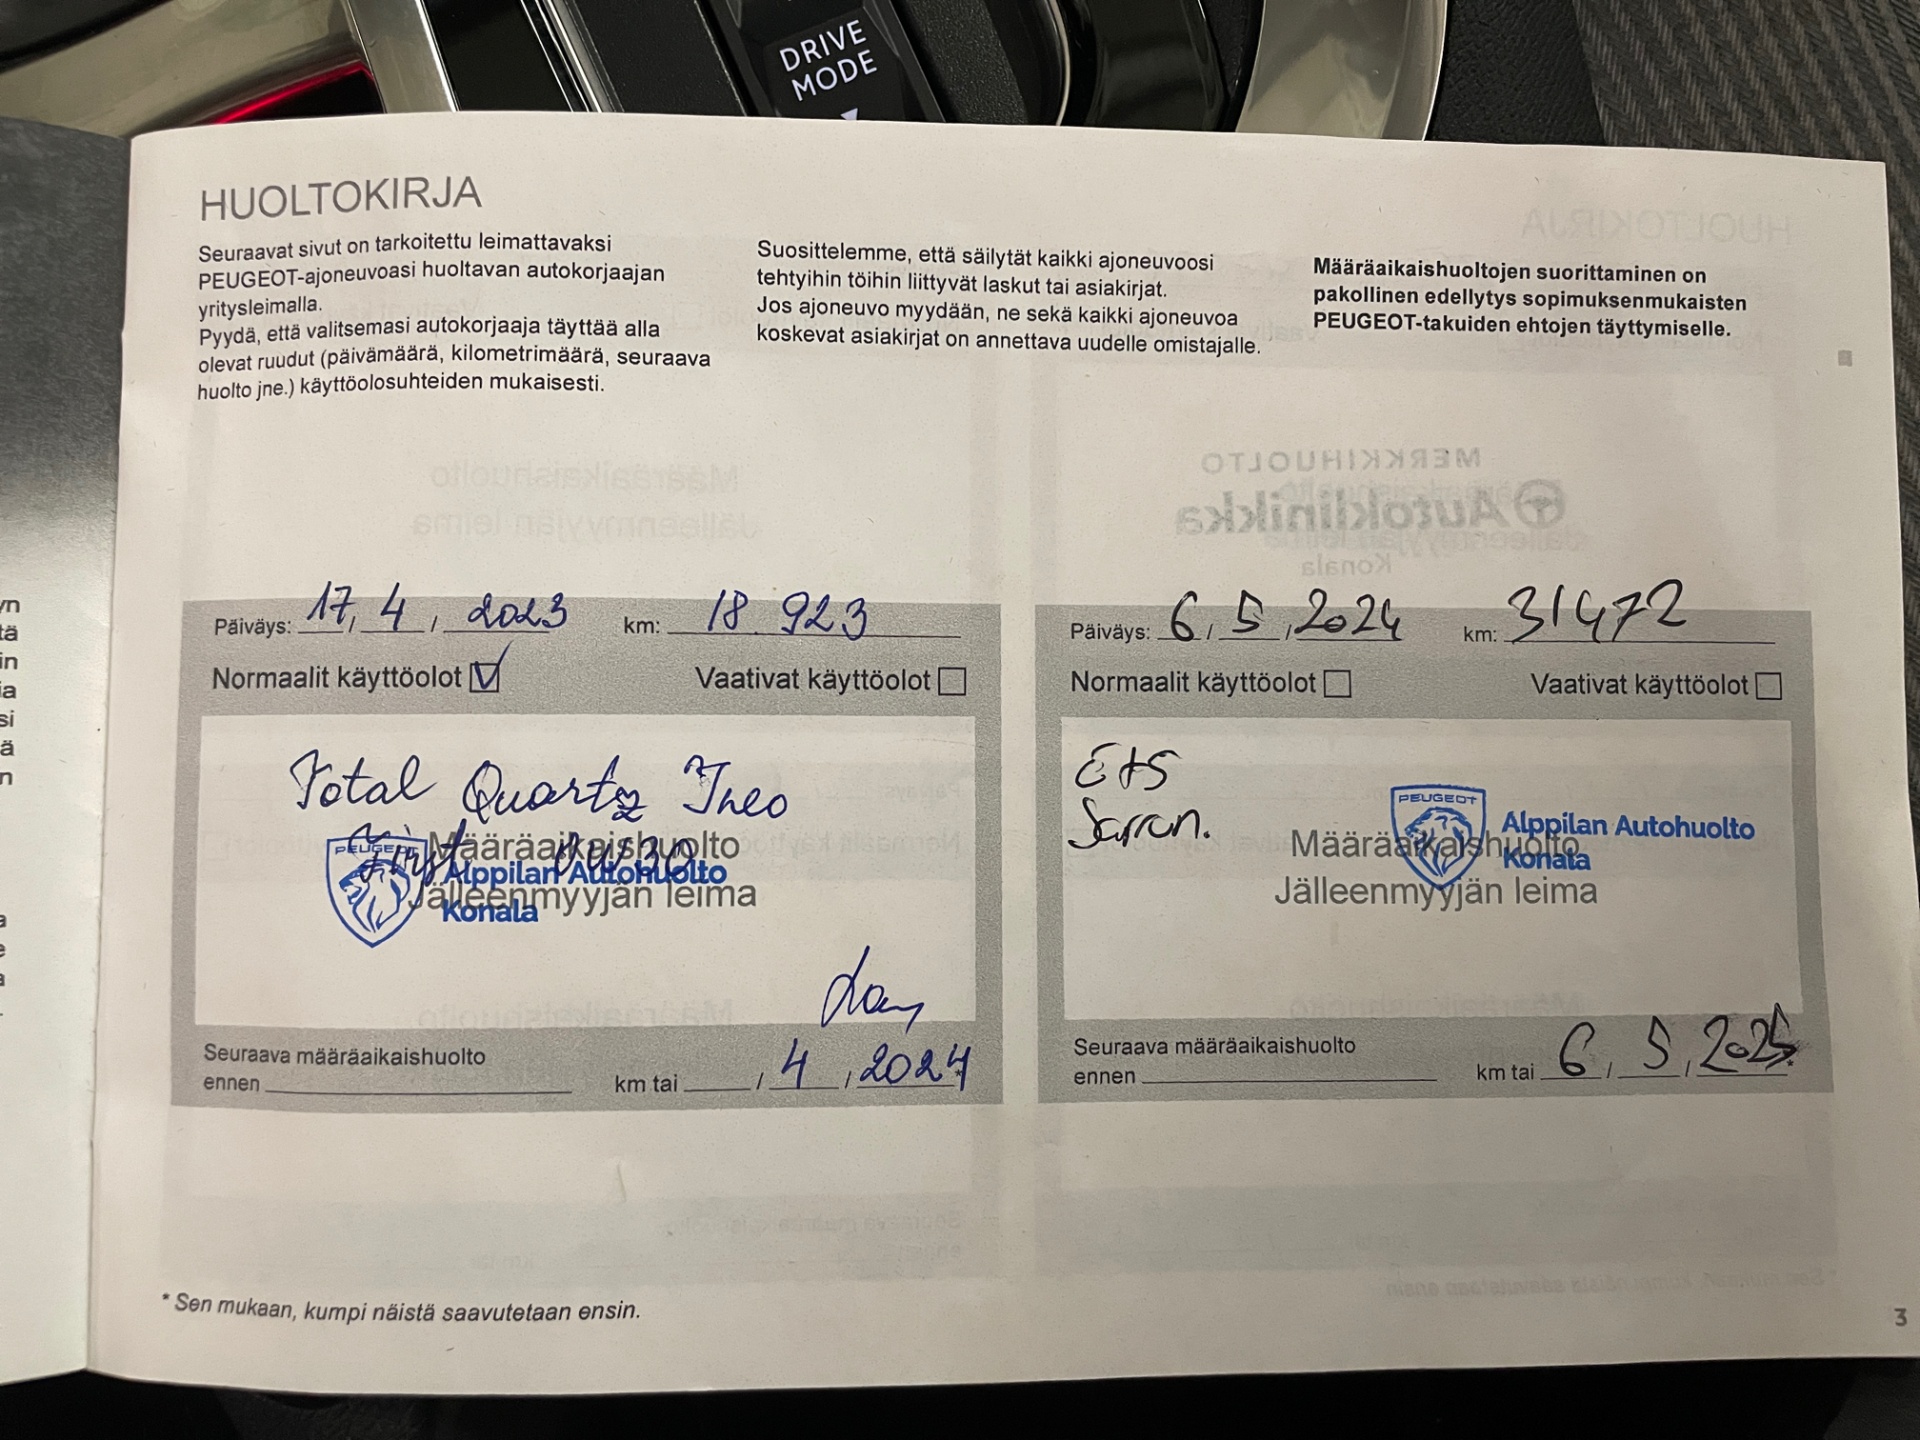 DRIVE
MODE
HUOLTOKIRJA
Seuraavat sivut on tarkoitettu leimattavaksi
PEUGEOT-ajoneuvoasi huoltavan autokorjaajan
yritysleimalla.
Pyydä, että valitsemasi autokorjaaja täyttää alla
olevat ruudut (päivämäärä, kilometrimäärä, seuraava
huolto jne.) käyttöolosuhteiden mukaisesti.
Suosittelemme, että säilytät kaikki ajoneuvoosi
tehtyihin töihin liittyvät laskut tai asiakirjat.
Jos ajoneuvo myydään, ne sekä kaikki ajoneuvoa
koskevat asiakirjat on annettava uudelle omistajalle.
Määräaikaishuoltojen suorittaminen on
pakollinen edellytys sopimuksenmukaisten
PEUGEOT-takuiden ehtojen täyttymiselle.
Päiväys: 17, 4 / 2023 km: 18 923
Normaalit käyttöolot Vaativat käyttöolot
Total Quartz Ineo
First 0W30
Määräaikaishuolto
Jälleenmyyjän leima
PEUGEOT
Alppilan Autohuolto
Konala
Seuraava määräaikaishuolto
ennen km tai / 4 / 2024 *
Päiväys: 6 / 5 / 2024 km: 31472
Normaalit käyttöolot Vaativat käyttöolot
Määräaikaishuolto
Jälleenmyyjän leima
PEUGEOT
Alppilan Autohuolto
Konala
Seuraava määräaikaishuolto
ennen km tai 6 / 5 / 2025 *
* Sen mukaan, kumpi näistä saavutetaan ensin.
3